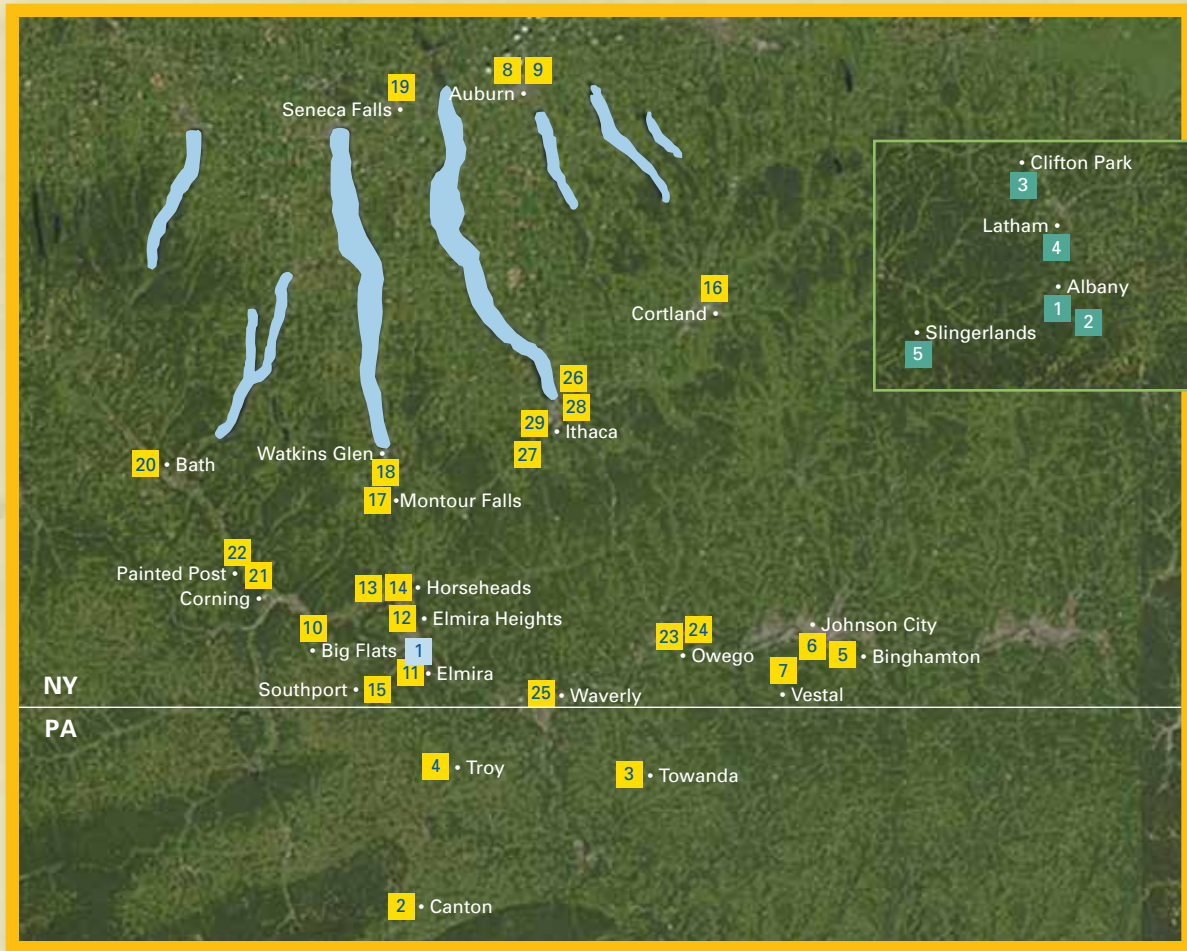 8 9
19
Auburn
Seneca Falls
Clifton Park
3
Latham
4
Albany
1
2
Slingerlands
5
16
Cortland
26
28
29
Ithaca
27
Watkins Glen
20 Bath
18
17 Montour Falls
22
Painted Post 21
Corning
13 14 Horseheads
12 Elmira Heights
10
Big Flats 1
11 Elmira
Southport 15
23 24
Owego
Johnson City
6
5 Binghamton
7
Vestal
25 Waverly
NY
PA
4 Troy
3 Towanda
2 Canton